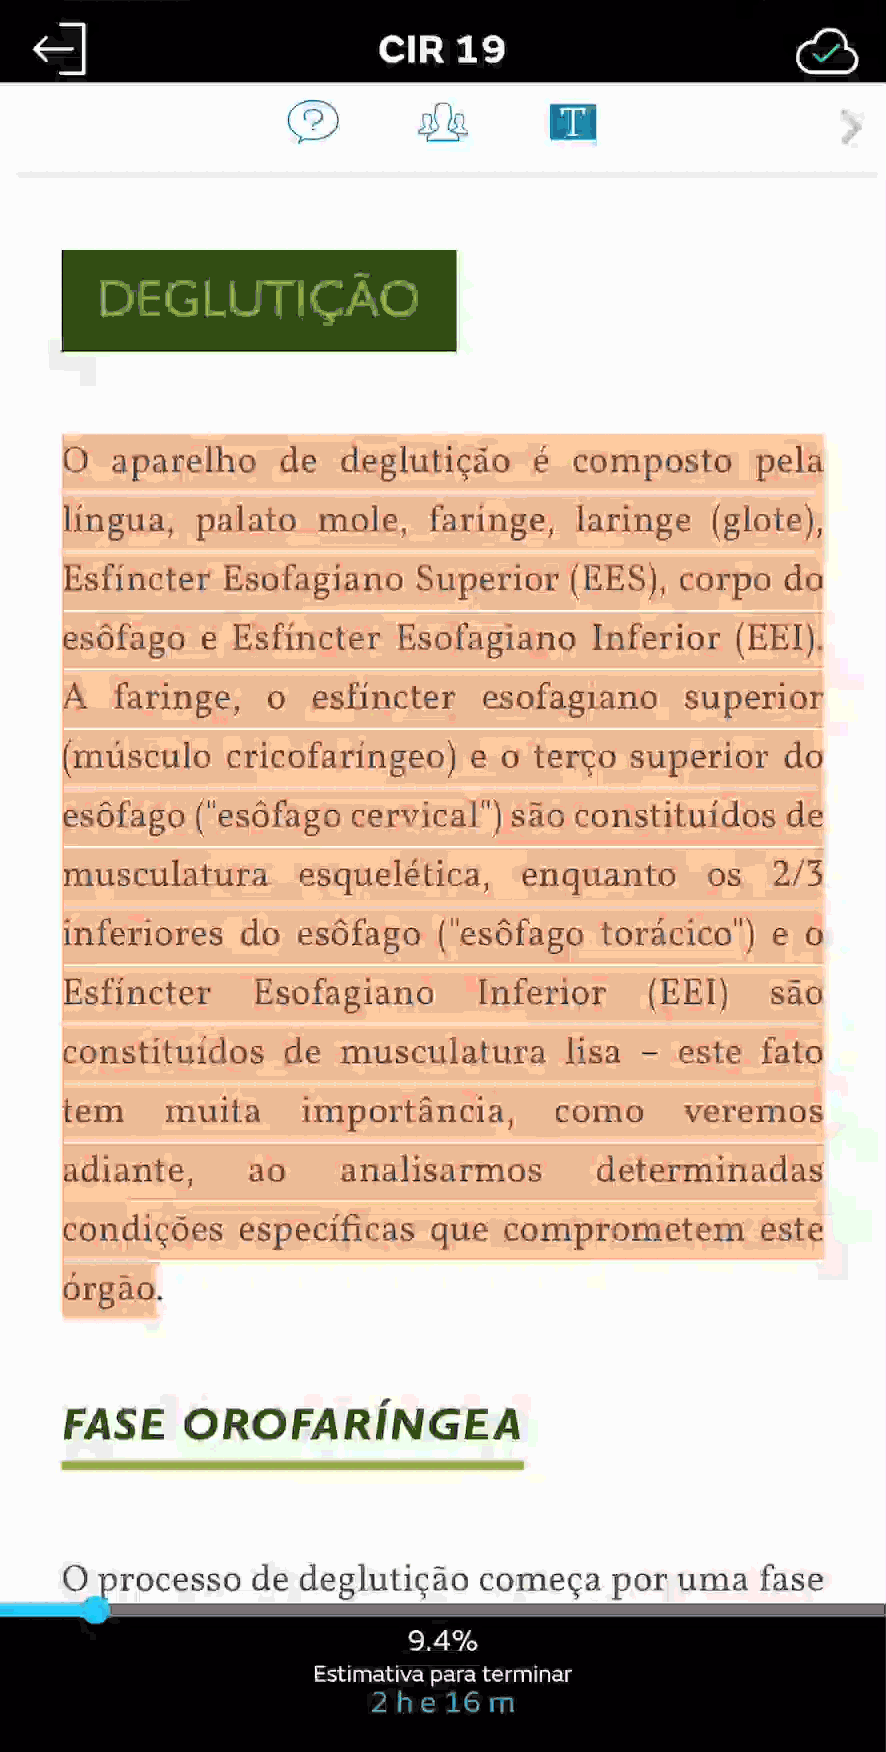 CIR 19
DEGLUTIÇÃO
O aparelho de deglutição é composto pela
língua, palato mole, faringe, laringe (glote),
Esfíncter Esofagiano Superior (EES), corpo do
esôfago e Esfíncter Esofagiano Inferior (EEI).
A faringe, o esfíncter esofagiano superior
(músculo cricofaríngeo) e o terço superior do
esôfago ("esôfago cervical") são constituídos de
musculatura esquelética, enquanto os 2/3
inferiores do esôfago ("esôfago torácico") e o
Esfíncter Esofagiano Inferior (EEI) são
constituídos de musculatura lisa – este fato
tem muita importância, como veremos
adiante, ao analisarmos determinadas
condições específicas que comprometem este
órgão.
FASE OROFARÍNGEA
O processo de deglutição começa por uma fase
9.4%
Estimativa para terminar
2 h e 16 m